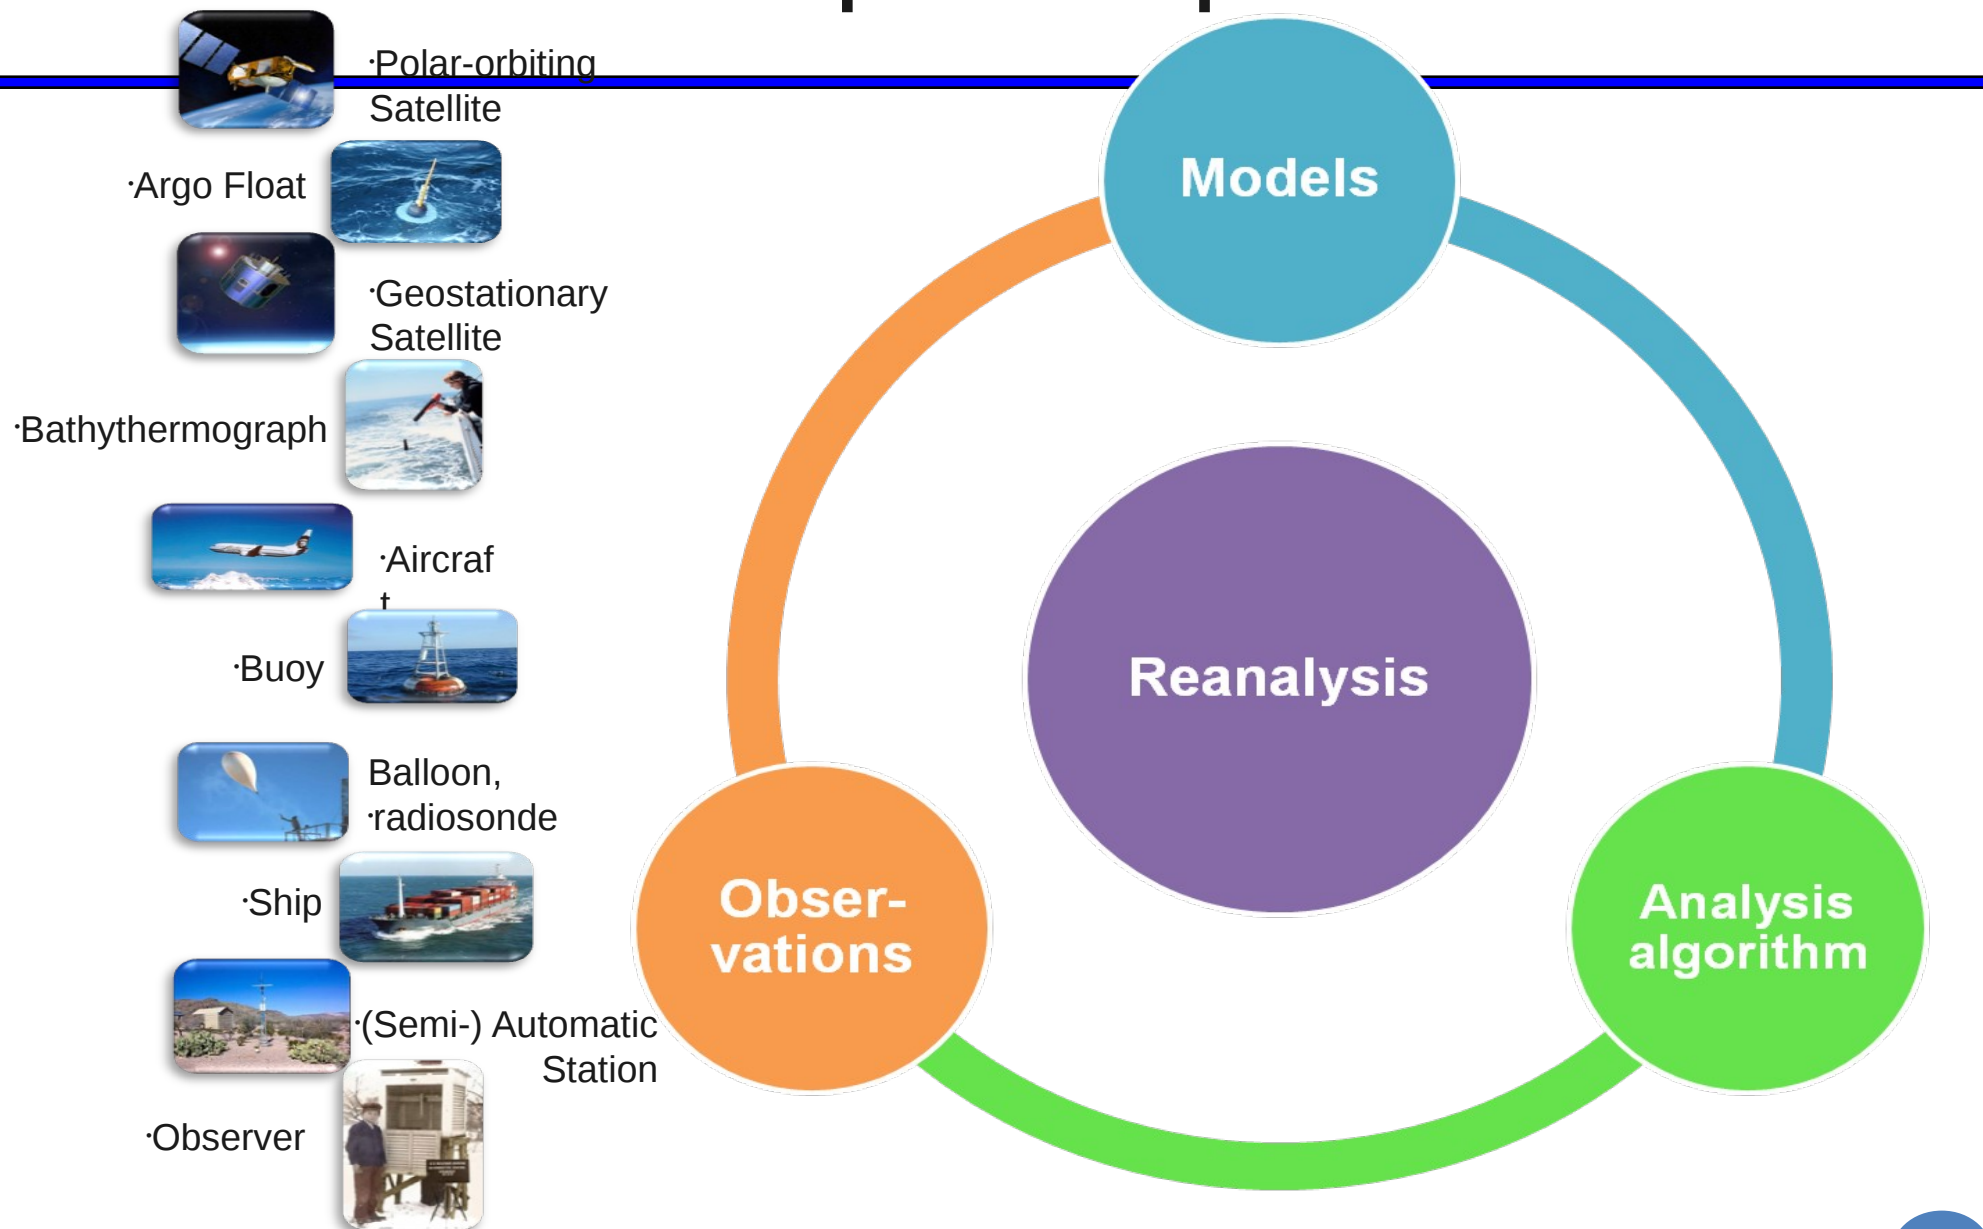 ·Polar-orbiting
Satellite
·Argo Float
·Geostationary
Satellite
·Bathythermograph
·Aircraf
t
·Buoy
Balloon,
·radiosonde
·Ship
·(Semi-) Automatic
Station
·Observer
Models
Reanalysis
Obser-
vations
Analysis
algorithm